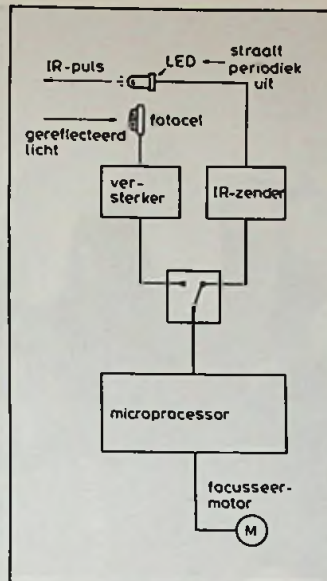 IR-puls
LED
straalt
periodiek
uit
gereflecteerd
licht
fotocel
ver-
sterker
IR-zender
microprocessor
focusseer-
motor
M